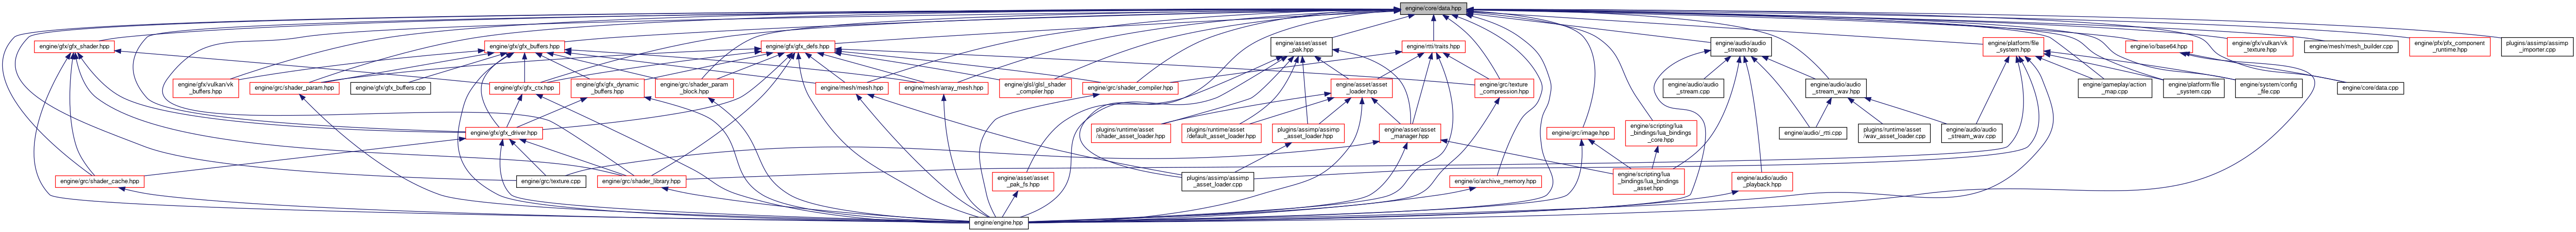 engine/core/data.hpp
engine/gfx/gfx_shader.hpp
engine/gfx/gfx_buffers.hpp
engine/gfx/gfx_defs.hpp
engine/asset/asset
_pak.hpp
engine/rtti/traits.hpp
engine/audio/audio
_stream.hpp
engine/platform/file
_system.hpp
engine/io/base64.hpp
engine/gfx/vulkan/vk
_texture.hpp
engine/mesh/mesh_builder.cpp
engine/pfx/pfx_component
_runtime.hpp
plugins/assimp/assimp
_importer.cpp
engine/gfx/vulkan/vk
_buffers.hpp
engine/grc/shader_param.hpp
engine/gfx/gfx_buffers.cpp
engine/gfx/gfx_ctx.hpp
engine/gfx/gfx_dynamic
_buffers.hpp
engine/grc/shader_param
_block.hpp
engine/mesh/mesh.hpp
engine/mesh/array_mesh.hpp
engine/glsl/glsl_shader
_compiler.hpp
engine/grc/shader_compiler.hpp
engine/asset/asset
_loader.hpp
engine/grc/texture
_compression.hpp
engine/audio/audio
_stream.cpp
engine/audio/audio
_stream_wav.hpp
engine/gameplay/action
_map.cpp
engine/platform/file
_system.cpp
engine/system/config
_file.cpp
engine/core/data.cpp
engine/gfx/gfx_driver.hpp
plugins/runtime/asset
/shader_asset_loader.hpp
plugins/runtime/asset
/default_asset_loader.hpp
plugins/assimp/assimp
_asset_loader.hpp
engine/asset/asset
_manager.hpp
engine/grc/image.hpp
engine/scripting/lua
_bindings/lua_bindings
_core.hpp
engine/audio/_rtti.cpp
plugins/runtime/asset
/wav_asset_loader.cpp
engine/audio/audio
_stream_wav.cpp
engine/grc/shader_cache.hpp
engine/grc/texture.cpp
engine/grc/shader_library.hpp
engine/asset/asset
_pak_fs.hpp
plugins/assimp/assimp
_asset_loader.cpp
engine/io/archive_memory.hpp
engine/scripting/lua
_bindings/lua_bindings
_asset.hpp
engine/audio/audio
_playback.hpp
engine/engine.hpp